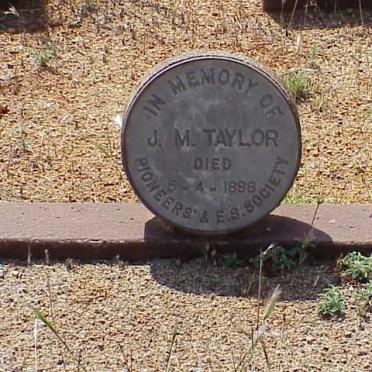 IN MEMORY OF
J. M. TAYLOR
DIED
5 - 4 - 1898
PIONEERS' & E.S. SOCIETY